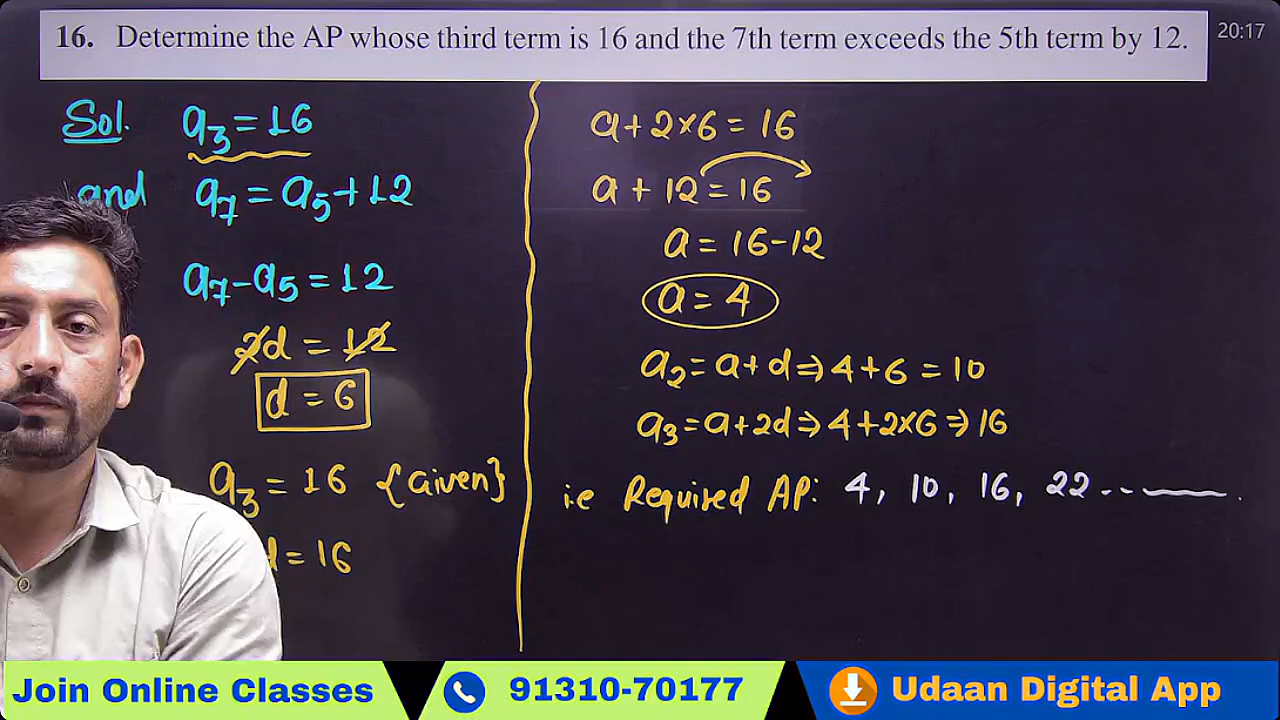 16. Determine the AP whose third term is 16 and the 7th term exceeds the 5th term by 12.
20:17
Sol. a₃ = 16
and a₇ = a₅ + 12
a₇ - a₅ = 12
2d = 12
d = 6
a₃ = 16 {Given}
d = 16
a + 2×6 = 16
a + 12 = 16
a = 16 - 12
a = 4
a₂ = a + d ⇒ 4 + 6 = 10
a₃ = a + 2d ⇒ 4 + 2×6 ⇒ 16
i.e Required AP: 4, 10, 16, 22 ...
Join Online Classes
91310-70177
Udaan Digital App